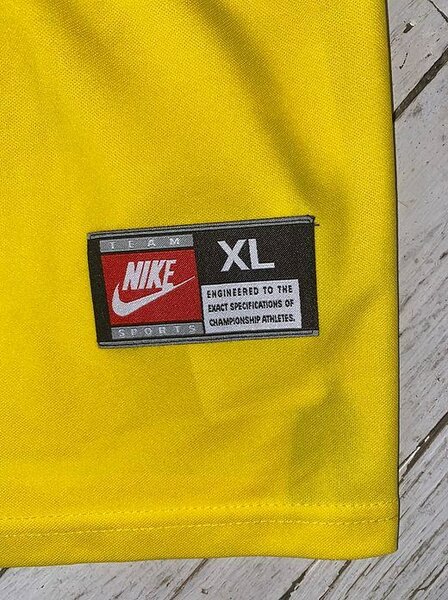 TEAM
NIKE
SPORTS
XL
ENGINEERED TO THE
EXACT SPECIFICATIONS OF
CHAMPIONSHIP ATHLETES.